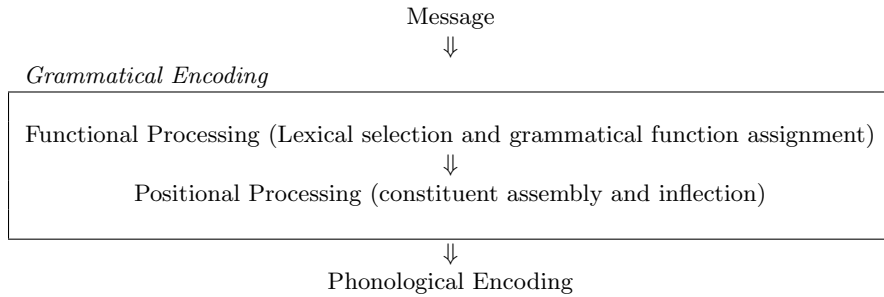 Message
⇓
Grammatical Encoding
Functional Processing (Lexical selection and grammatical function assignment)
⇓
Positional Processing (constituent assembly and inflection)
⇓
Phonological Encoding